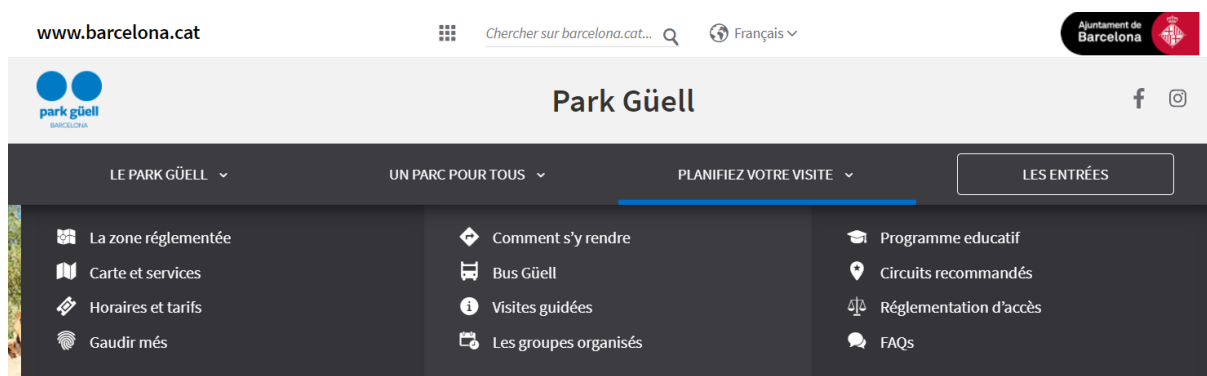 www.barcelona.cat
Chercher sur barcelona.cat...
Français
Ajuntament de
Barcelona
park güell
BARCELONA
Park Güell
LE PARK GÜELL
UN PARC POUR TOUS
PLANIFIEZ VOTRE VISITE
LES ENTRÉES
La zone réglementée
Carte et services
Horaires et tarifs
Gaudir més
Comment s'y rendre
Bus Güell
Visites guidées
Les groupes organisés
Programme educatif
Circuits recommandés
Réglementation d'accès
FAQs